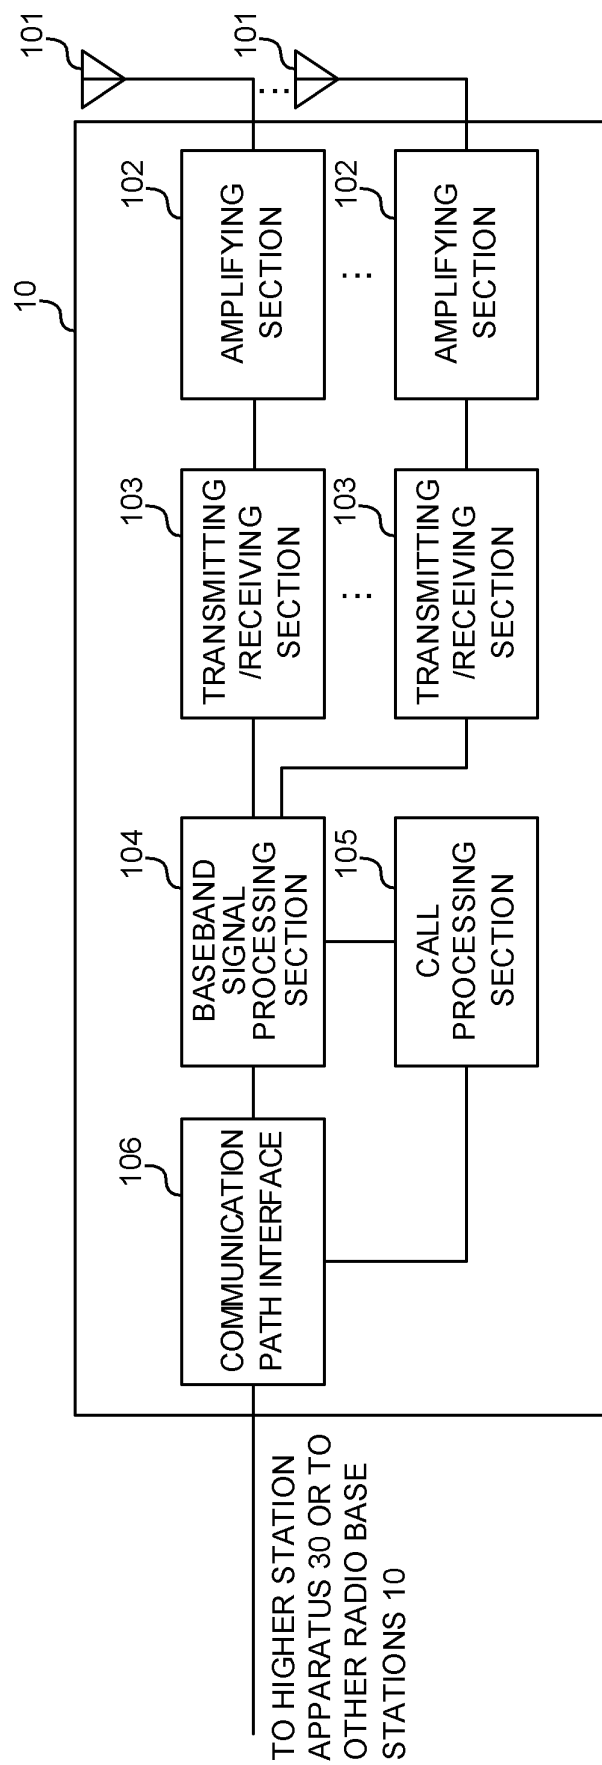 10
101
101
102
AMPLIFYING
SECTION
103
TRANSMITTING
/RECEIVING
SECTION
104
BASEBAND
SIGNAL
PROCESSING
SECTION
106
COMMUNICATION
PATH INTERFACE
...
...
...
102
AMPLIFYING
SECTION
103
TRANSMITTING
/RECEIVING
SECTION
105
CALL
PROCESSING
SECTION
TO HIGHER STATION
APPARATUS 30 OR TO
OTHER RADIO BASE
STATIONS 10